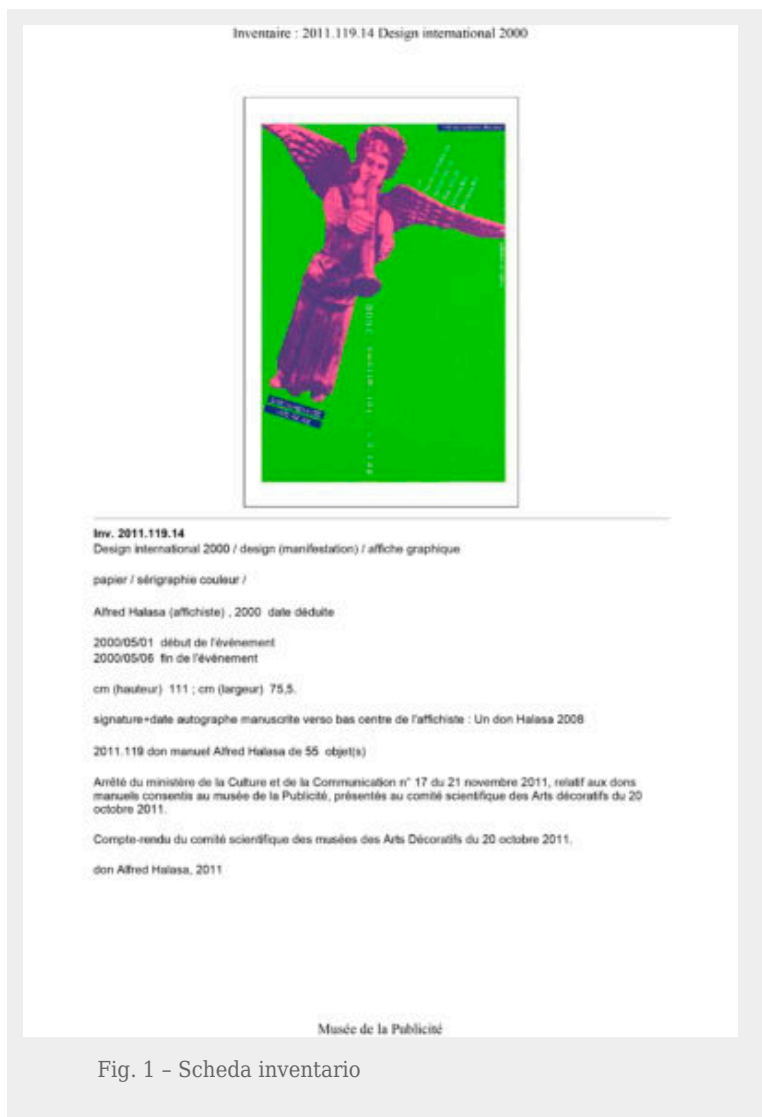 Inventaire : 2011.119.14 Design international 2000
Inv. 2011.119.14
Design international 2000 / design (manifestation) / affiche graphique
papier / sérigraphie couleur /
Alfred Halasa (affichiste) , 2000 date déduite
2000/05/01 début de l'événement
2000/05/06 fin de l'événement
cm (hauteur) 111 ; cm (largeur) 75,5.
signature+date autographe manuscrite verso bas centre de l'affichiste : Un don Halasa 2008
2011.119 don manuel Alfred Halasa de 55 objet(s)
Arrêté du ministère de la Culture et de la Communication n° 17 du 21 novembre 2011, relatif aux dons
manuels consentis au musée de la Publicité, présentés au comité scientifique des Arts décoratifs du 20
octobre 2011.
Compte-rendu du comité scientifique des musées des Arts Décoratifs du 20 octobre 2011.
don Alfred Halasa, 2011
Musée de la Publicité
Fig. 1 – Scheda inventario